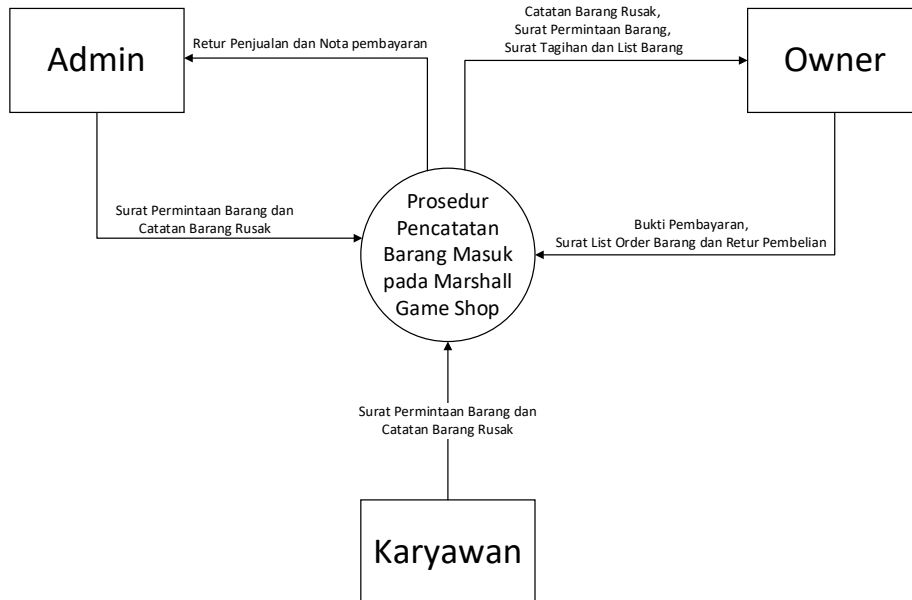 Catatan Barang Rusak,
Surat Permintaan Barang,
Surat Tagihan dan List Barang
Admin
Retur Penjualan dan Nota pembayaran
Owner
Surat Permintaan Barang dan
Catatan Barang Rusak
Prosedur
Pencatatan
Barang Masuk
pada Marshall
Game Shop
Bukti Pembayaran,
Surat List Order Barang dan Retur Pembelian
Surat Permintaan Barang dan
Catatan Barang Rusak
Karyawan